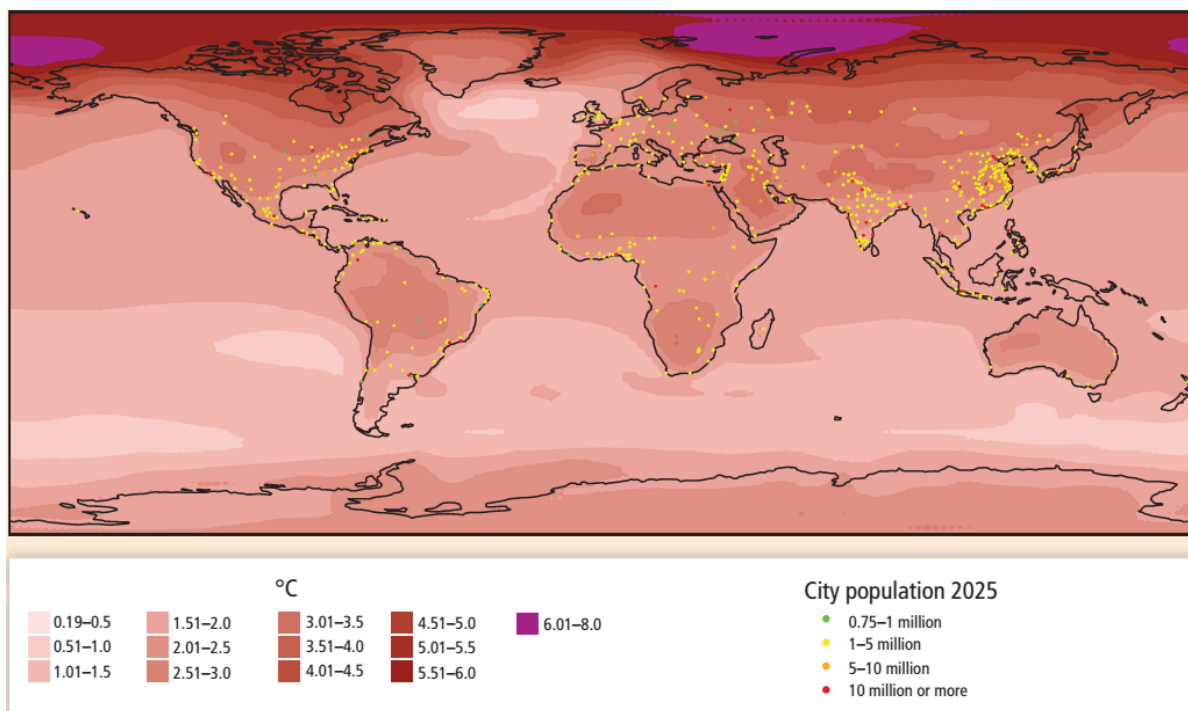 °C
0.19–0.5
0.51–1.0
1.01–1.5
1.51–2.0
2.01–2.5
2.51–3.0
3.01–3.5
3.51–4.0
4.01–4.5
4.51–5.0
5.01–5.5
5.51–6.0
6.01–8.0
City population 2025
0.75–1 million
1–5 million
5–10 million
10 million or more